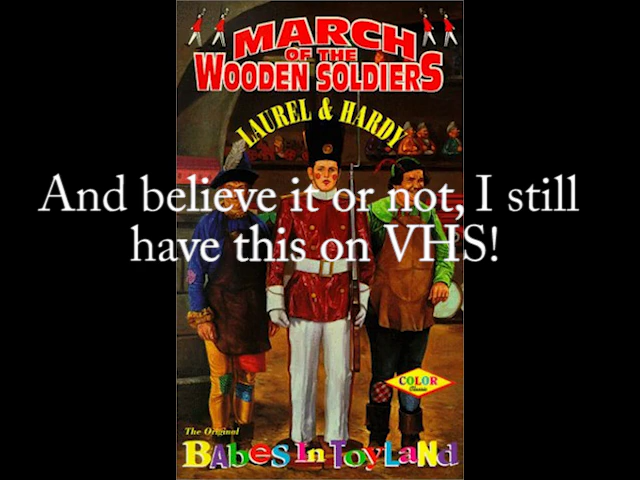 MARCH
OF THE
WOODEN SOLDIERS
LAUREL & HARDY
And believe it or not, I still
have this on VHS!
COLOR
Classic
The Original
BaBes In ToyLaNd